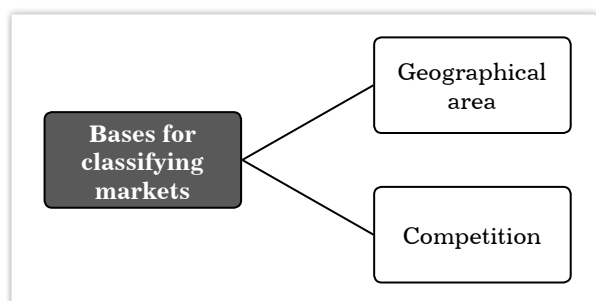 Geographical
area
Bases for
classifying
markets
Competition